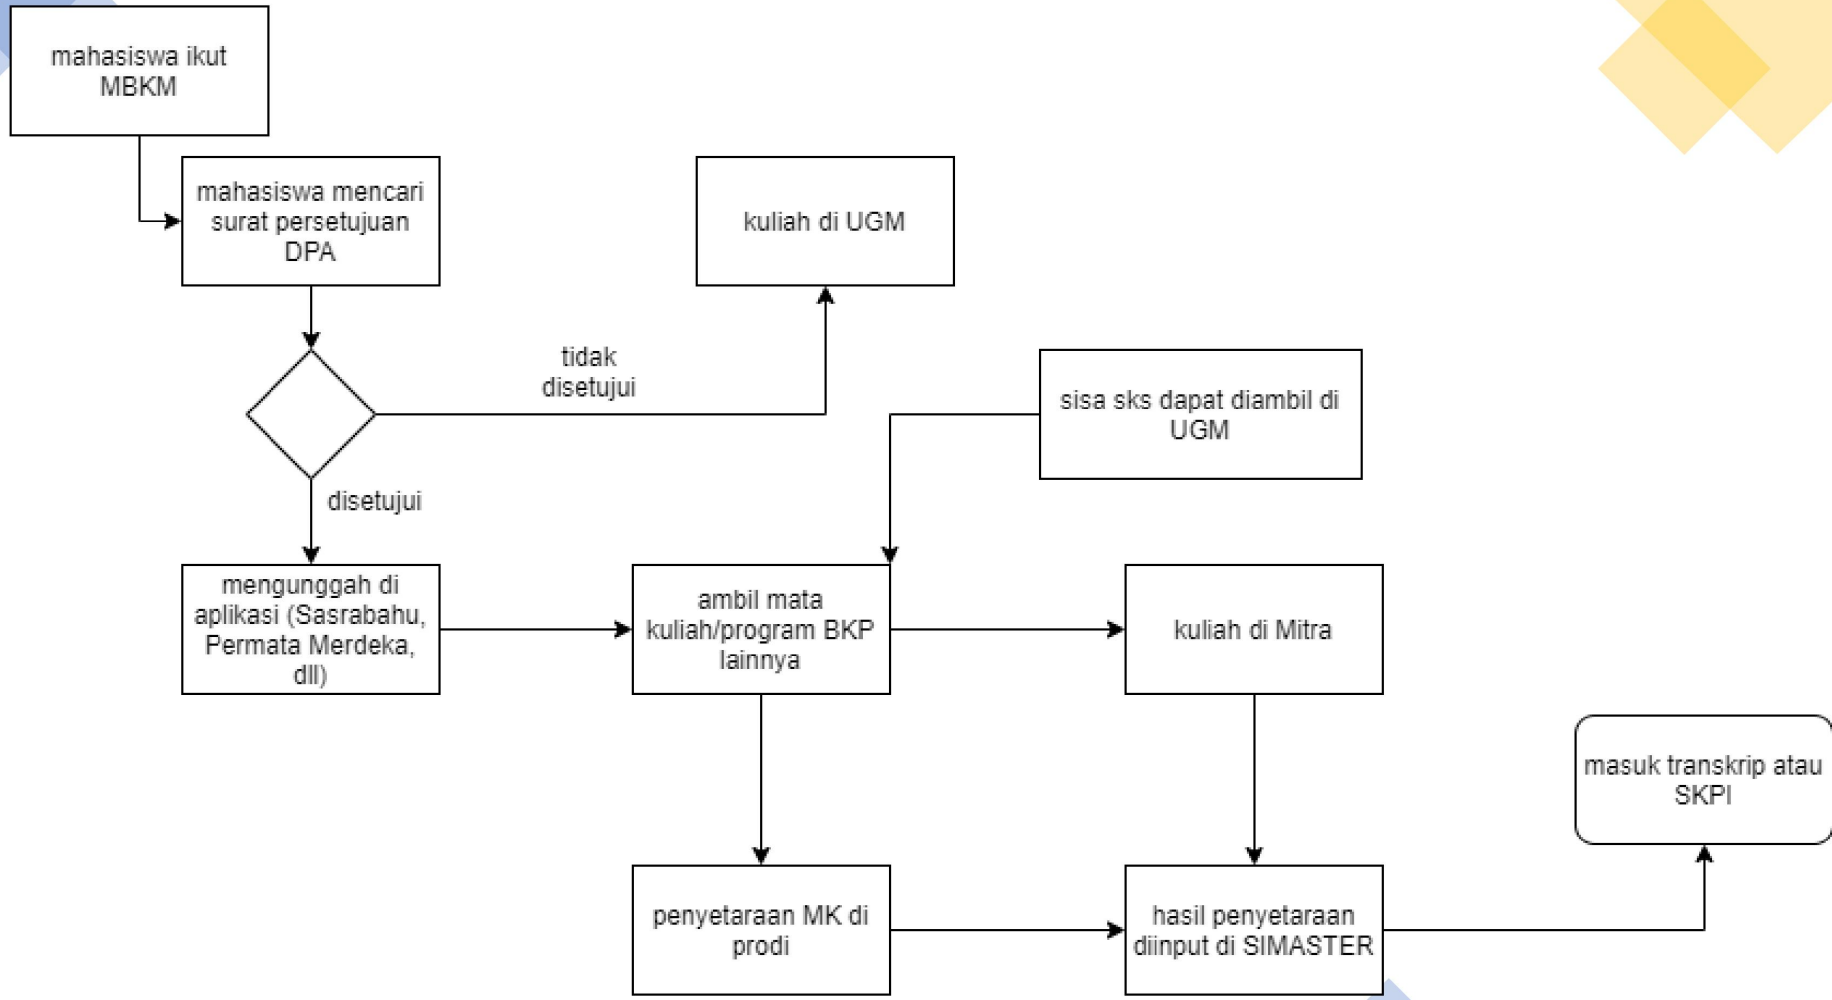 mahasiswa ikut
MBKM
mahasiswa mencari
surat persetujuan
DPA
kuliah di UGM
tidak
disetujui
sisa sks dapat diambil di
UGM
disetujui
mengunggah di
aplikasi (Sasrabahu,
Permata Merdeka,
dll)
ambil mata
kuliah/program BKP
lainnya
kuliah di Mitra
masuk transkrip atau
SKPI
penyetaraan MK di
prodi
hasil penyetaraan
diinput di SIMASTER